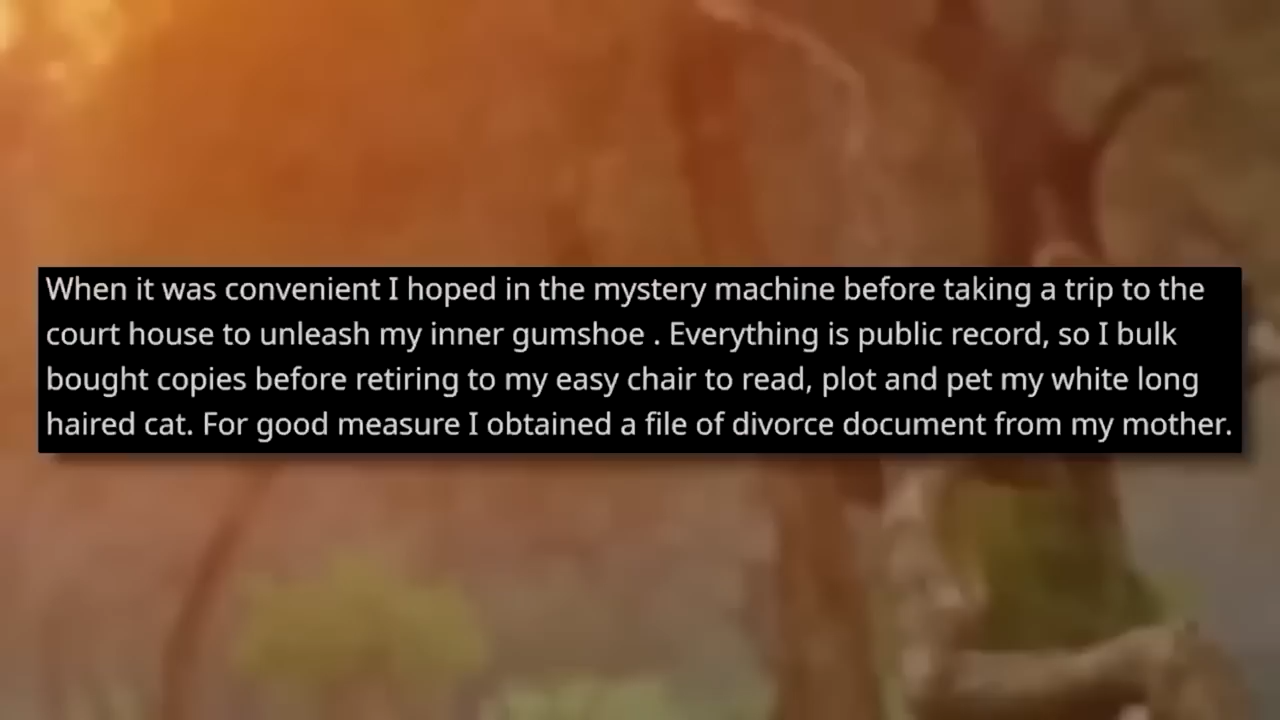 When it was convenient I hoped in the mystery machine before taking a trip to the
court house to unleash my inner gumshoe . Everything is public record, so I bulk
bought copies before retiring to my easy chair to read, plot and pet my white long
haired cat. For good measure I obtained a file of divorce document from my mother.